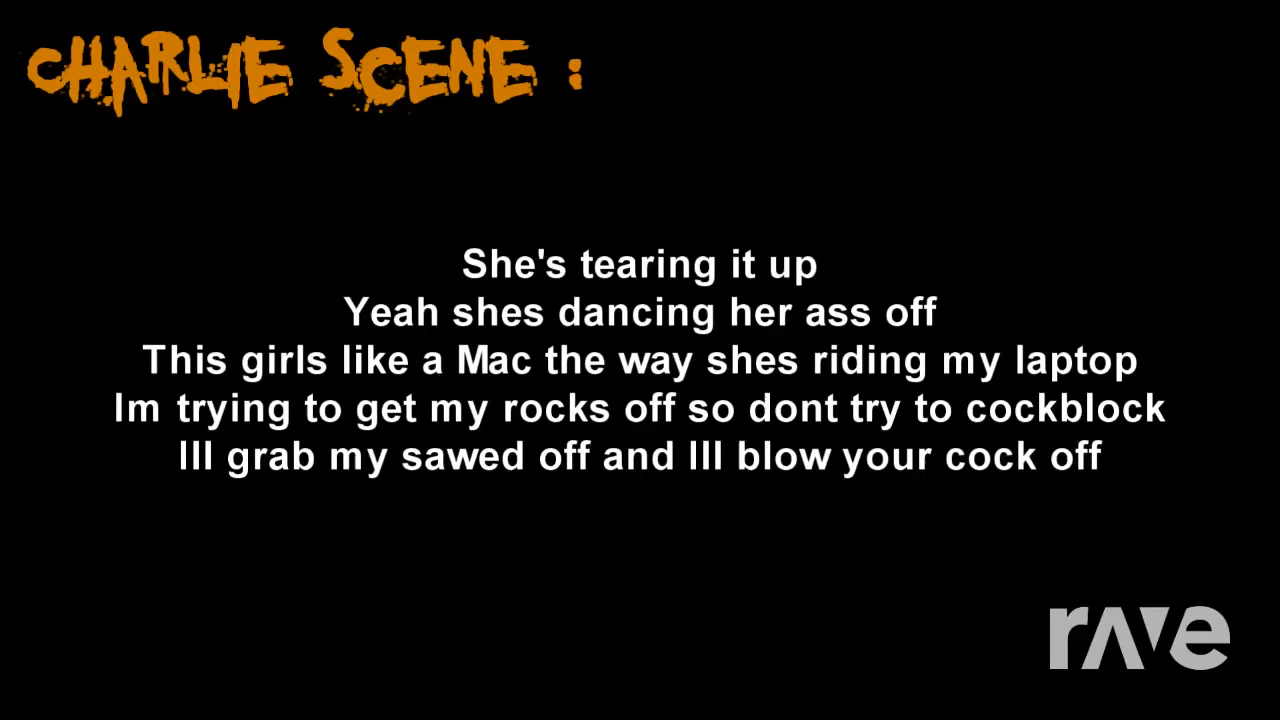 CHARLIE SCENE :
She's tearing it up
Yeah shes dancing her ass off
This girls like a Mac the way shes riding my laptop
Im trying to get my rocks off so dont try to cockblock
Ill grab my sawed off and Ill blow your cock off
rave